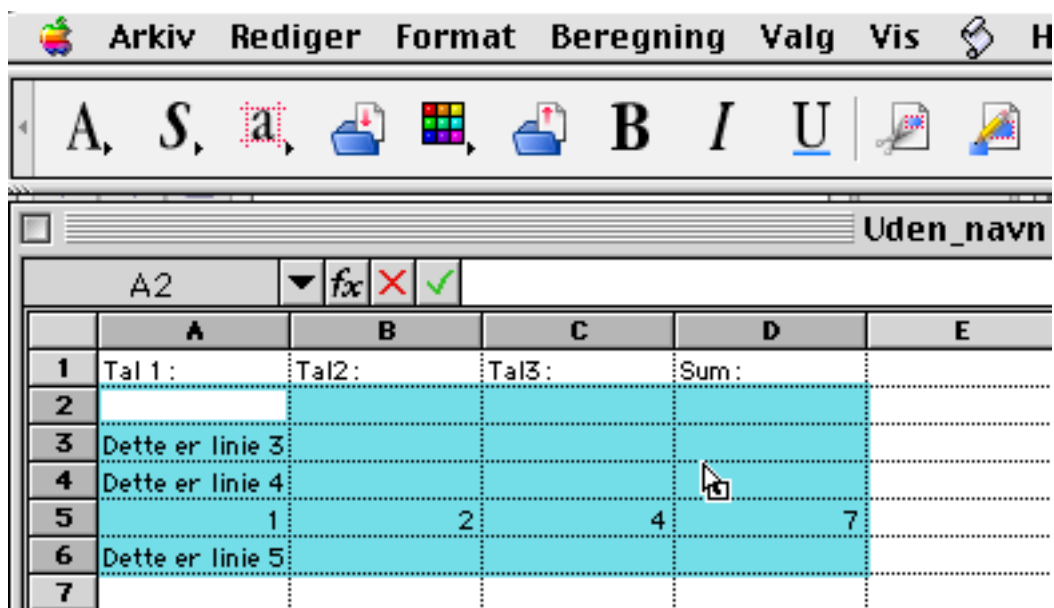 Arkiv Rediger Format Beregning Valg Vis H
A S a B I U
Uden_navn
A2 fx
A B C D E
1 Tal 1: Tal2: Tal3: Sum:
2
3 Dette er linie 3
4 Dette er linie 4
5 1 2 4 7
6 Dette er linie 5
7